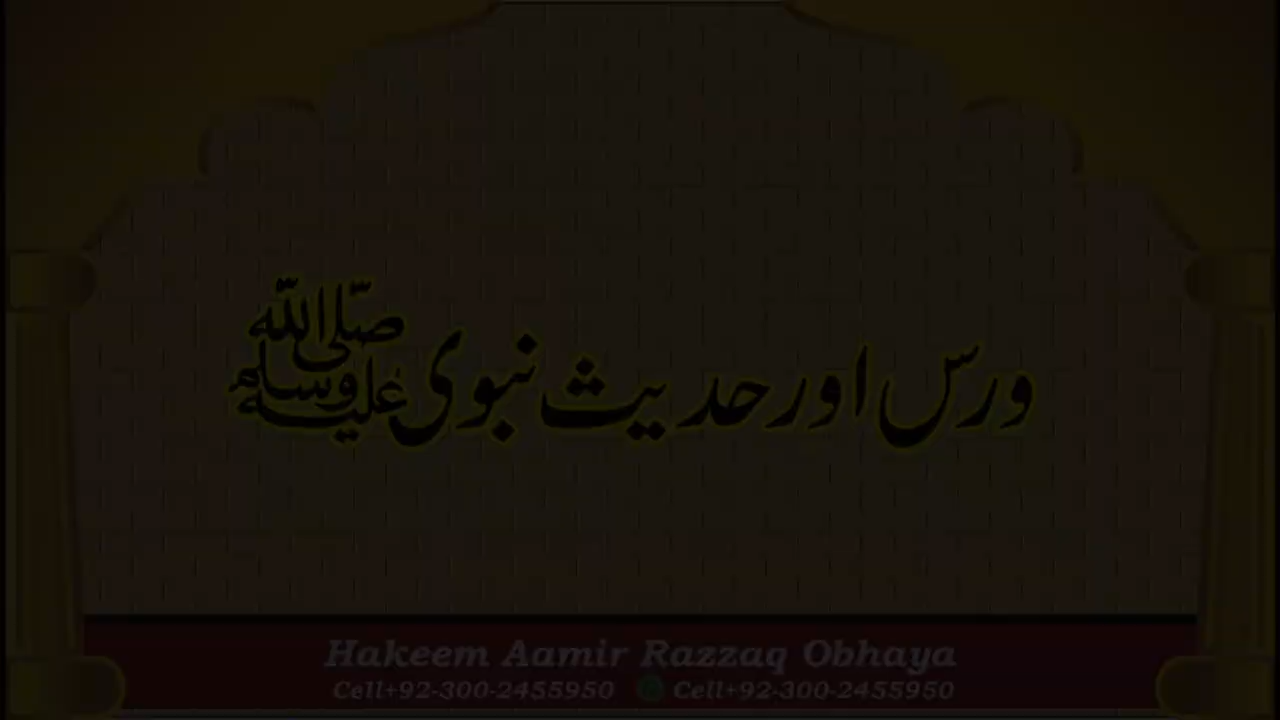 ورس اور حدیث نبوی صلی اللہ علیہ وسلم
Hakeem Aamir Razzaq Obhaya
Cell+92-300-2455950 Cell+92-300-2455950